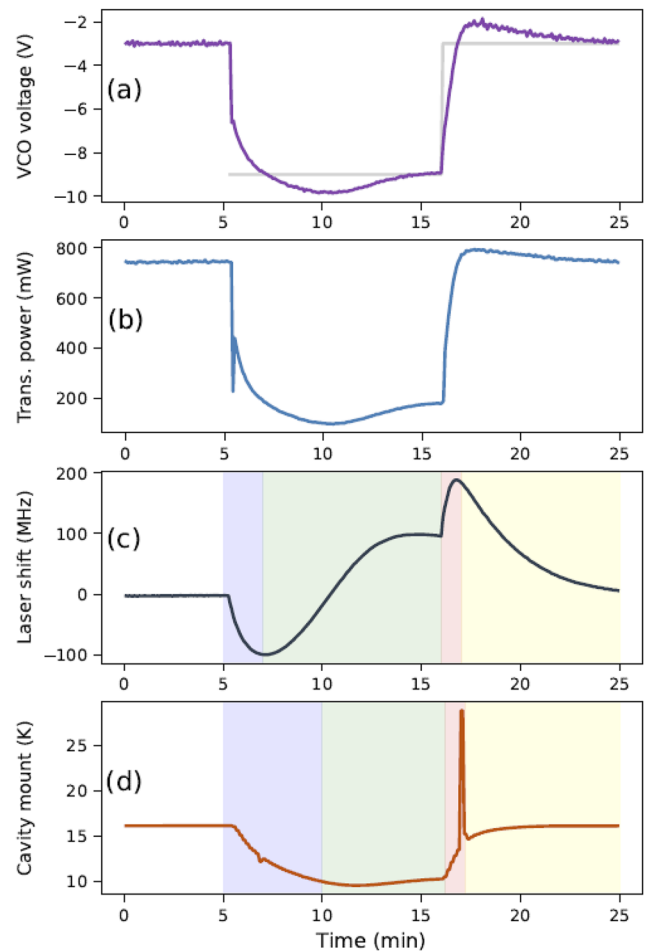 VCO voltage (V)
−2
−4
−6
−8
−10
(a)
0 5 10 15 20 25
Trans. power (mW)
800
600
400
200
(b)
0 5 10 15 20 25
Laser shift (MHz)
200
100
0
−100
(c)
0 5 10 15 20 25
Cavity mount (K)
25
20
15
10
(d)
0 5 10 15 20 25
Time (min)